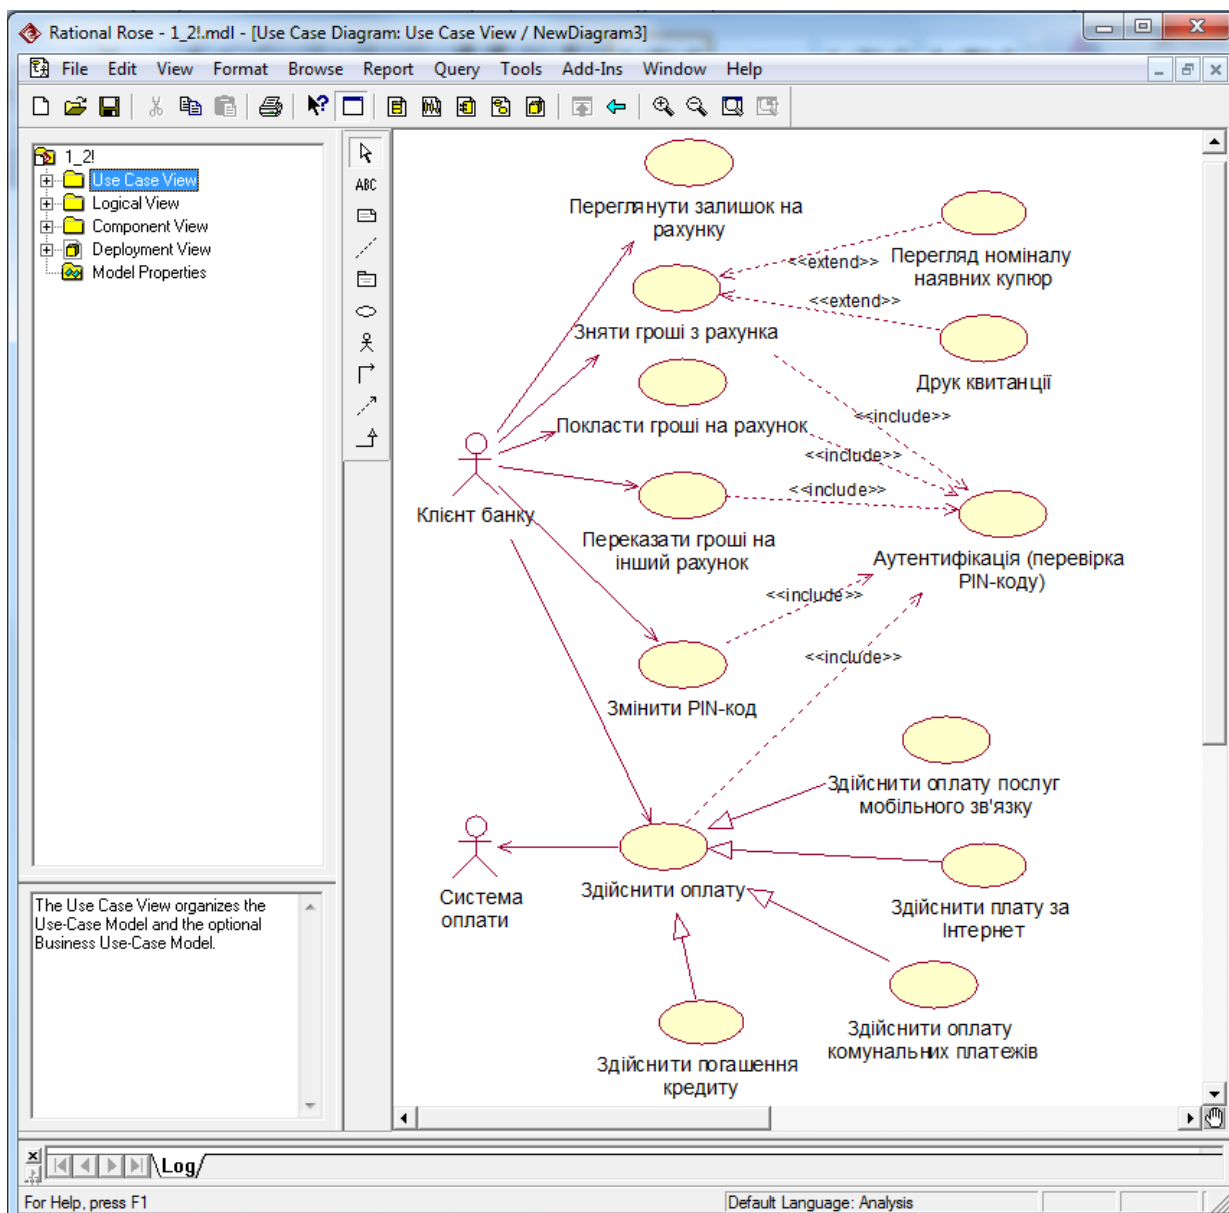 Rational Rose - 1_2!.mdl - [Use Case Diagram: Use Case View / NewDiagram3]
File Edit View Format Browse Report Query Tools Add-Ins Window Help
1_2!
Use Case View
Logical View
Component View
Deployment View
Model Properties
The Use Case View organizes the
Use-Case Model and the optional
Business Use-Case Model.
ABC
Переглянути залишок на
рахунку
Перегляд номіналу
наявних купюр
<<extend>>
<<extend>>
Зняти гроші з рахунка
Друк квитанції
<<include>>
Покласти гроші на рахунок
<<include>>
<<include>>
Клієнт банку
Переказати гроші на
інший рахунок
Аутентифікація (перевірка
PIN-коду)
<<include>>
<<include>>
Змінити PIN-код
Здійснити оплату послуг
мобільного зв'язку
Здійснити оплату
Система
оплати
Здійснити плату за
Інтернет
Здійснити оплату
комунальних платежів
Здійснити погашення
кредиту
Log
For Help, press F1
Default Language: Analysis